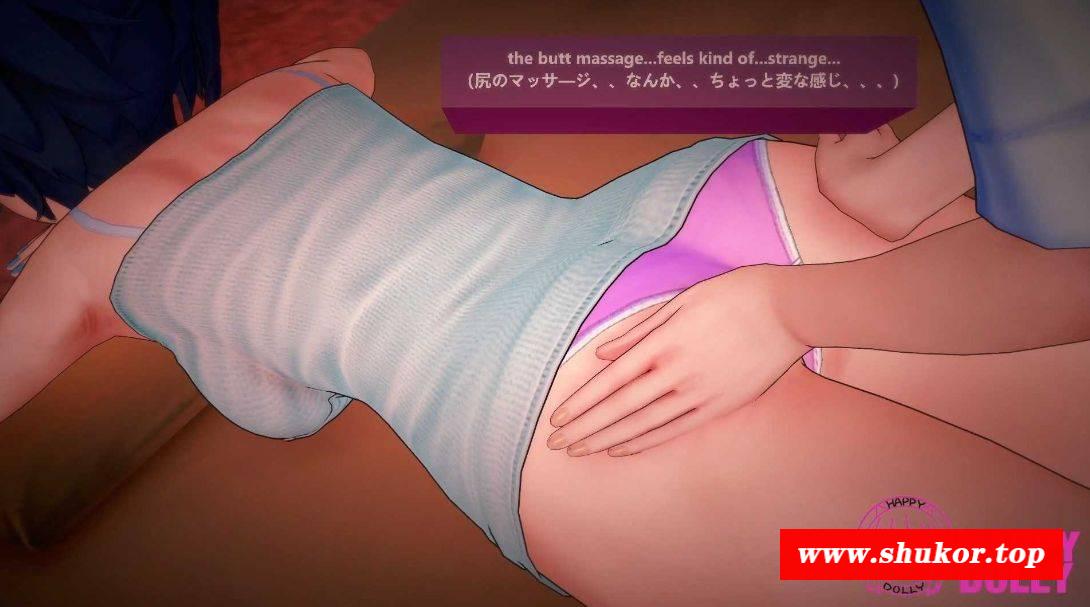 the butt massage...feels kind of...strange...
(尻のマッサージ、、なんか、、ちょっと変な感じ、、、)
HAPPY
www.shukor.top
DOLLY
DOLLY